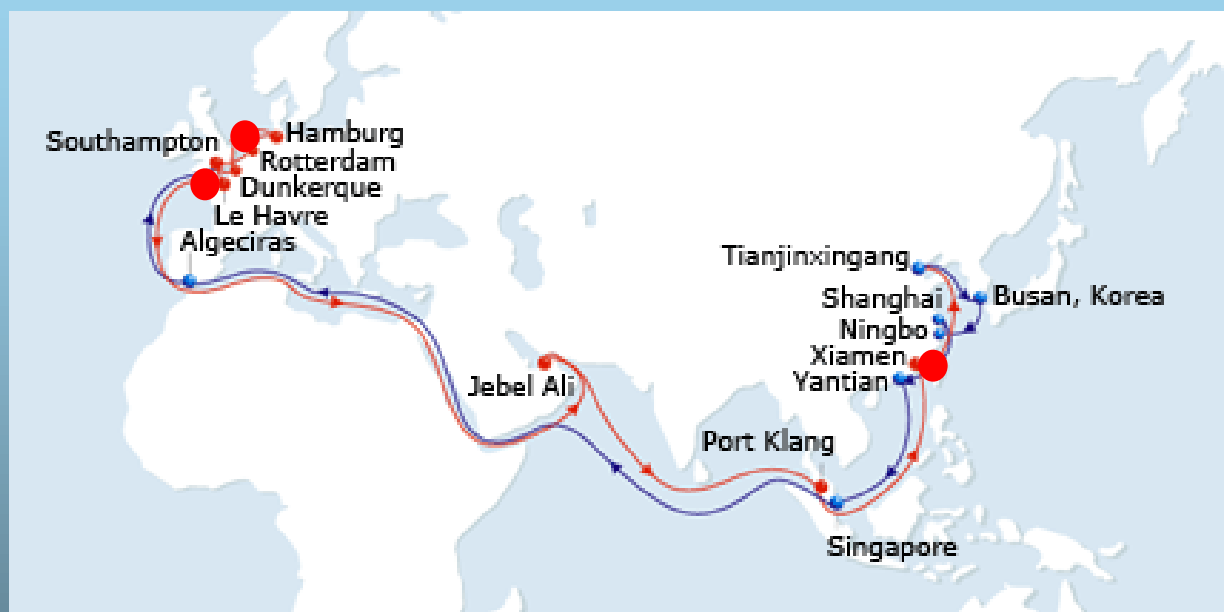 Southampton
Hamburg
Rotterdam
Dunkerque
Le Havre
Algeciras
Tianjinxingang
Shanghai
Busan, Korea
Ningbo
Xiamen
Yantian
Jebel Ali
Port Klang
Singapore